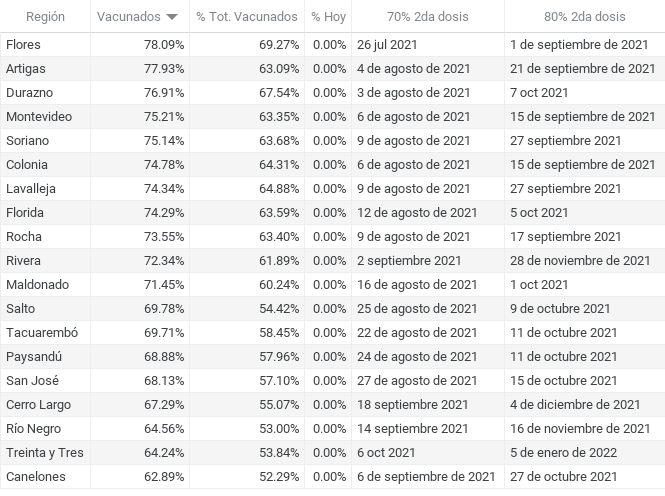 Región Vacunados % Tot. Vacunados % Hoy 70% 2da dosis 80% 2da dosis
Flores 78.09% 69.27% 0.00% 26 jul 2021 1 de septiembre de 2021
Artigas 77.93% 63.09% 0.00% 4 de agosto de 2021 21 de septiembre de 2021
Durazno 76.91% 67.54% 0.00% 3 de agosto de 2021 7 oct 2021
Montevideo 75.21% 63.35% 0.00% 6 de agosto de 2021 15 de septiembre de 2021
Soriano 75.14% 63.68% 0.00% 9 de agosto de 2021 27 septiembre 2021
Colonia 74.78% 64.31% 0.00% 6 de agosto de 2021 15 de septiembre de 2021
Lavalleja 74.34% 64.88% 0.00% 9 de agosto de 2021 27 septiembre 2021
Florida 74.29% 63.59% 0.00% 12 de agosto de 2021 5 oct 2021
Rocha 73.55% 63.40% 0.00% 9 de agosto de 2021 17 septiembre 2021
Rivera 72.34% 61.89% 0.00% 2 septiembre 2021 28 de noviembre de 2021
Maldonado 71.45% 60.24% 0.00% 16 de agosto de 2021 1 oct 2021
Salto 69.78% 54.42% 0.00% 25 de agosto de 2021 9 de octubre 2021
Tacuarembó 69.71% 58.45% 0.00% 22 de agosto de 2021 11 de octubre 2021
Paysandú 68.88% 57.96% 0.00% 24 de agosto de 2021 11 de octubre 2021
San José 68.13% 57.10% 0.00% 27 de agosto de 2021 15 de octubre 2021
Cerro Largo 67.29% 55.07% 0.00% 18 septiembre 2021 4 de diciembre de 2021
Río Negro 64.56% 53.00% 0.00% 14 septiembre 2021 16 de noviembre de 2021
Treinta y Tres 64.24% 53.84% 0.00% 6 oct 2021 5 de enero de 2022
Canelones 62.89% 52.29% 0.00% 6 de septiembre de 2021 27 de octubre 2021